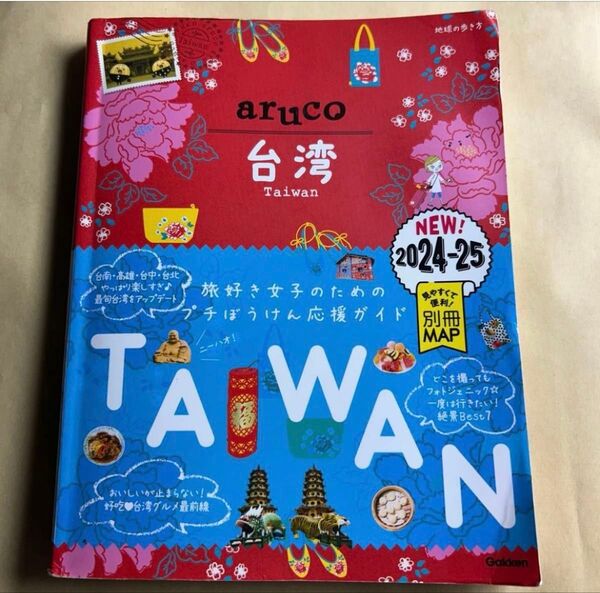 Taiwan
地球の歩き方
aruco
台湾
Taiwan
NEW!
2024-25
見やすくて
便利!
別冊
MAP
台南・高雄・台中・台北
やっぱり楽しすぎ♪
最旬台湾をアップデート
旅好き女子のための
プチぼうけん応援ガイド
ニーハオ!
TAIWAN
福
どこを撮っても
フォトジェニック☆
一度は行きたい!
絶景Best7
おいしいが止まらない!
好吃♥台湾グルメ最前線
Gakken